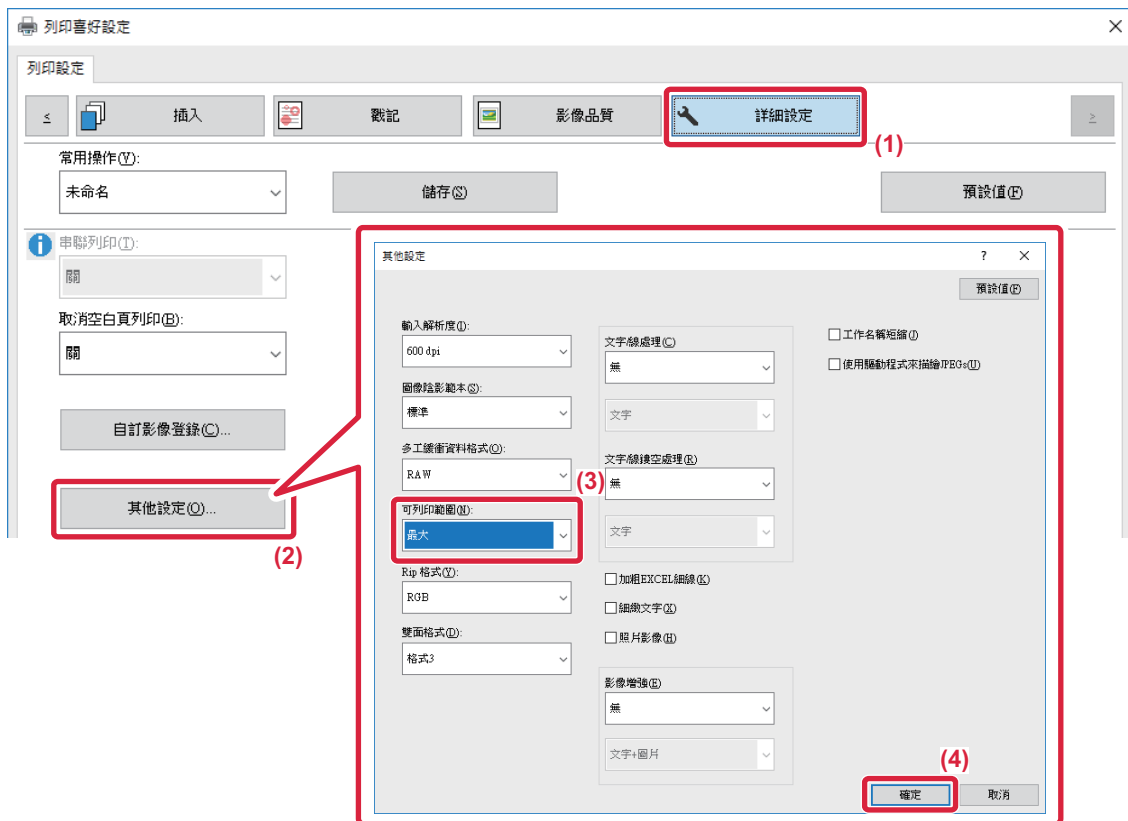 列印喜好設定
列印設定
≤ 插入 戳記 影像品質 詳細設定 ≥
(1)
常用操作(V):
未命名 儲存(S) 預設值(F)
串聯列印(T):
關
取消空白頁列印(B):
關
自訂影像登錄(C)...
其他設定(O)...
(2)
其他設定 ?
預設值(F)
輸入解析度(I):
600 dpi
圖像陰影範本(S):
標準
多工緩衝資料格式(O):
RAW
(3)
可列印範圍(N):
最大
Rip 格式(Y):
RGB
雙面格式(D):
格式3
文字/線處理(C)
無
文字
文字/線鏤空處理(R)
無
文字
加粗EXCEL細線(K)
細緻文字(X)
照片影像(H)
影像增強(E)
無
文字+圖片
工作名稱短縮(J)
使用驅動程式來描繪JPEGs(U)
(4)
確定 取消